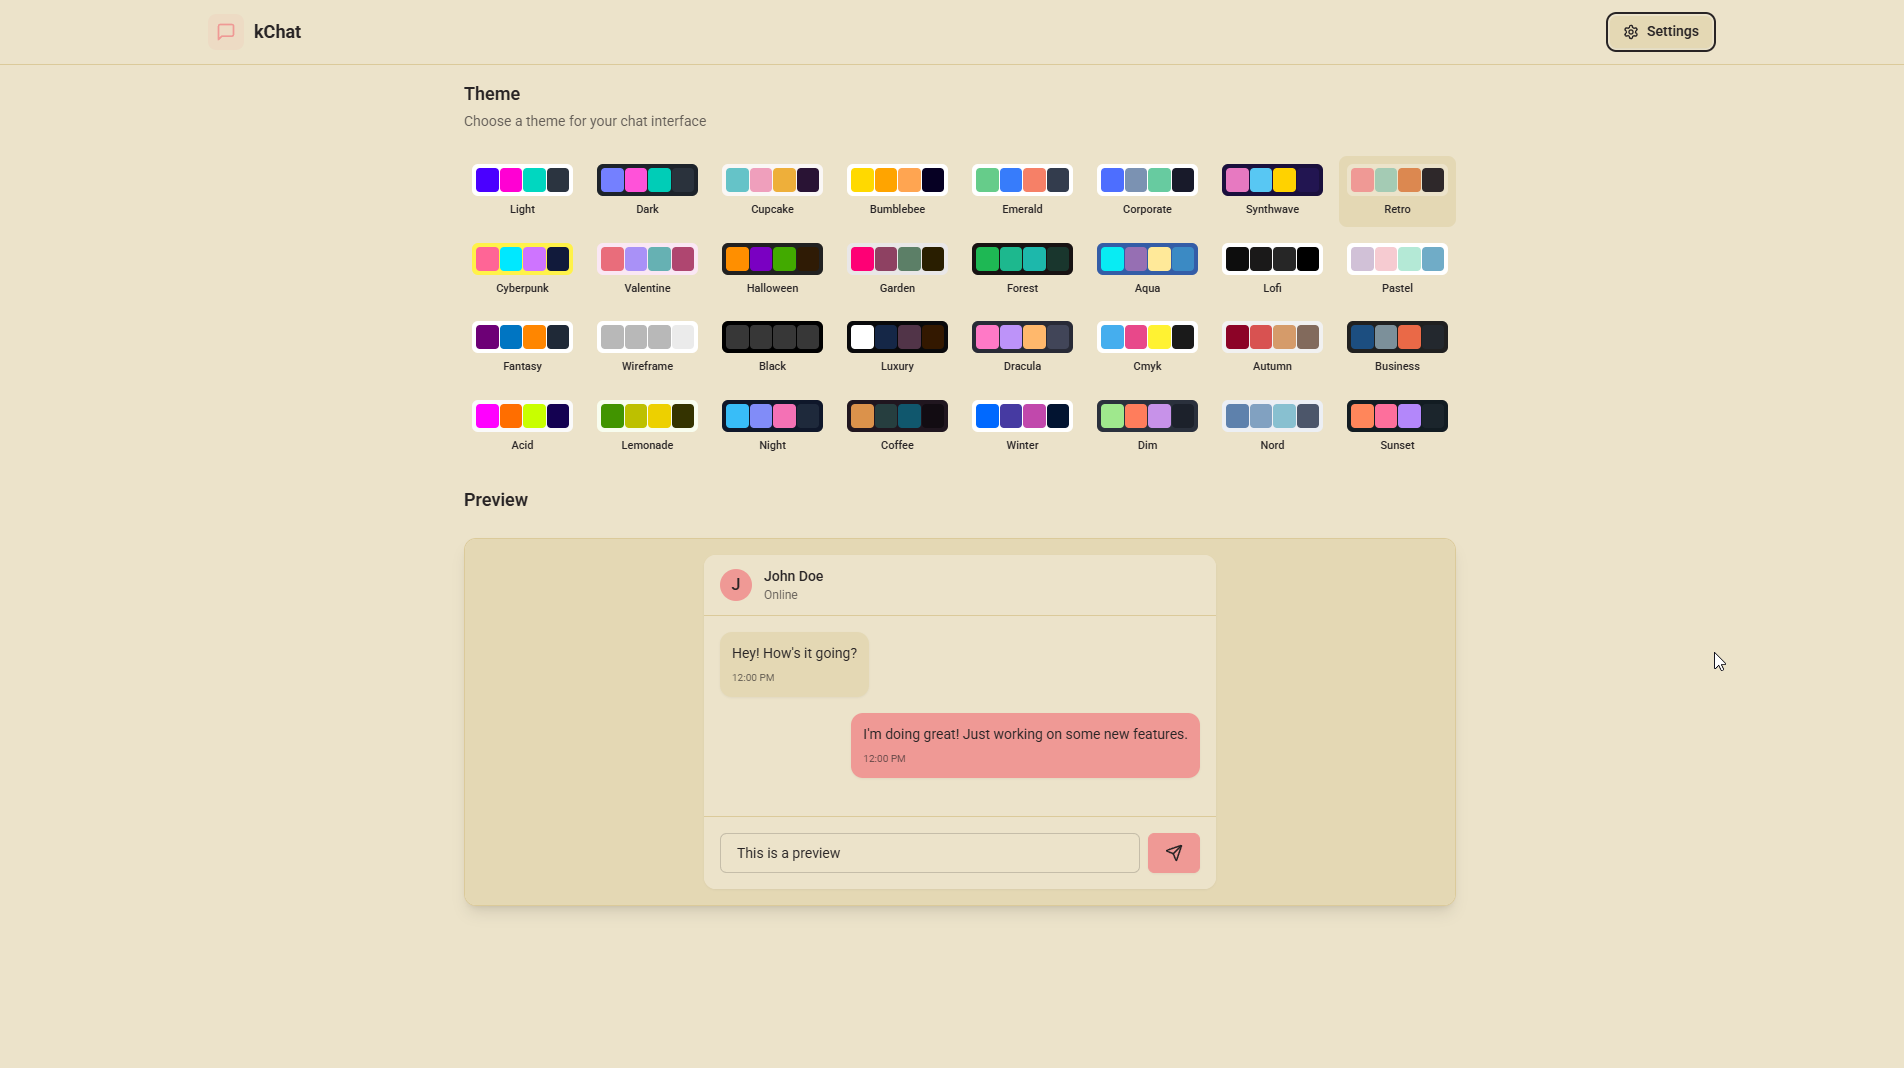 kChat
Settings
Theme
Choose a theme for your chat interface
Light Dark Cupcake Bumblebee Emerald Corporate Synthwave Retro
Cyberpunk Valentine Halloween Garden Forest Aqua Lofi Pastel
Fantasy Wireframe Black Luxury Dracula Cmyk Autumn Business
Acid Lemonade Night Coffee Winter Dim Nord Sunset
Preview
J
John Doe
Online
Hey! How's it going?
12:00 PM
I'm doing great! Just working on some new features.
12:00 PM
This is a preview